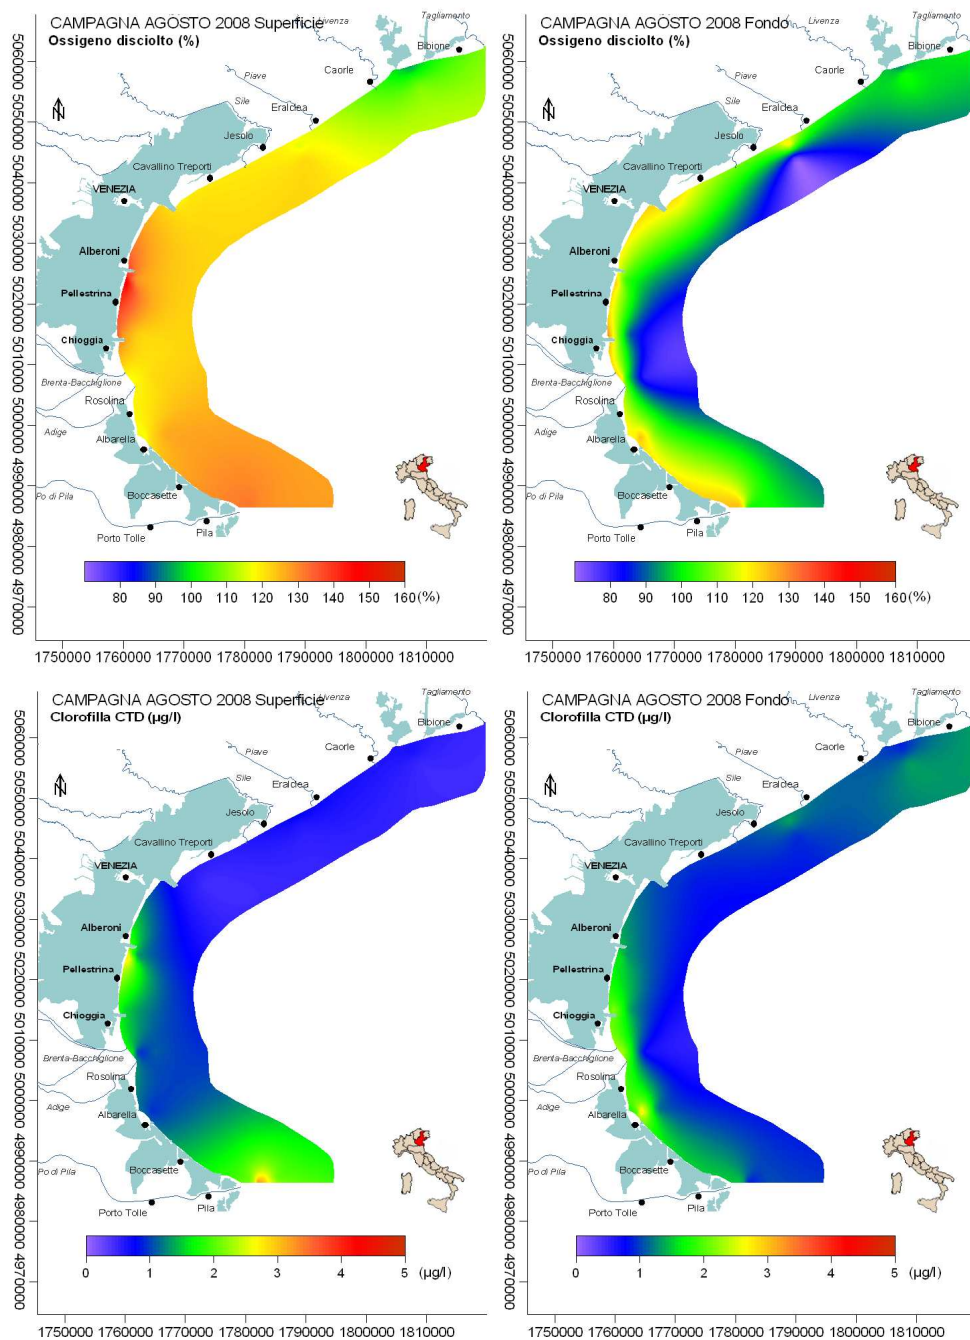 CAMPAGNA AGOSTO 2008 Superficie
Ossigeno disciolto (%)
Livenza
Tagliamento
Bibione
Caorle
Piave
Sile
Eraldea
Jesolo
Cavallino Treporti
VENEZIA
Alberoni
Pellestrina
Chioggia
Brenta-Bacchiglione
Rosolina
Adige
Albarella
Po di Pila
Boccasette
Porto Tolle
Pila
N
80 90 100 110 120 130 140 150 160 (%)
5060000
5050000
5040000
5030000
5020000
5010000
5000000
4990000
4980000
4970000
1750000 1760000 1770000 1780000 1790000 1800000 1810000
CAMPAGNA AGOSTO 2008 Fondo
Ossigeno disciolto (%)
Livenza
Tagliamento
Bibione
Caorle
Piave
Sile
Eraldea
Jesolo
Cavallino Treporti
VENEZIA
Alberoni
Pellestrina
Chioggia
Brenta-Bacchiglione
Rosolina
Adige
Albarella
Po di Pila
Boccasette
Porto Tolle
Pila
N
80 90 100 110 120 130 140 150 160 (%)
5060000
5050000
5040000
5030000
5020000
5010000
5000000
4990000
4980000
4970000
1750000 1760000 1770000 1780000 1790000 1800000 1810000
CAMPAGNA AGOSTO 2008 Superficie
Clorofilla CTD (µg/l)
Livenza
Tagliamento
Bibione
Caorle
Piave
Sile
Eraldea
Jesolo
Cavallino Treporti
VENEZIA
Alberoni
Pellestrina
Chioggia
Brenta-Bacchiglione
Rosolina
Adige
Albarella
Po di Pila
Boccasette
Porto Tolle
Pila
N
0 1 2 3 4 5 (µg/l)
5060000
5050000
5040000
5030000
5020000
5010000
5000000
4990000
4980000
4970000
1750000 1760000 1770000 1780000 1790000 1800000 1810000
CAMPAGNA AGOSTO 2008 Fondo
Clorofilla CTD (µg/l)
Livenza
Tagliamento
Bibione
Caorle
Piave
Sile
Eraldea
Jesolo
Cavallino Treporti
VENEZIA
Alberoni
Pellestrina
Chioggia
Brenta-Bacchiglione
Rosolina
Adige
Albarella
Po di Pila
Boccasette
Porto Tolle
Pila
N
0 1 2 3 4 5 (µg/l)
5060000
5050000
5040000
5030000
5020000
5010000
5000000
4990000
4980000
4970000
1750000 1760000 1770000 1780000 1790000 1800000 1810000